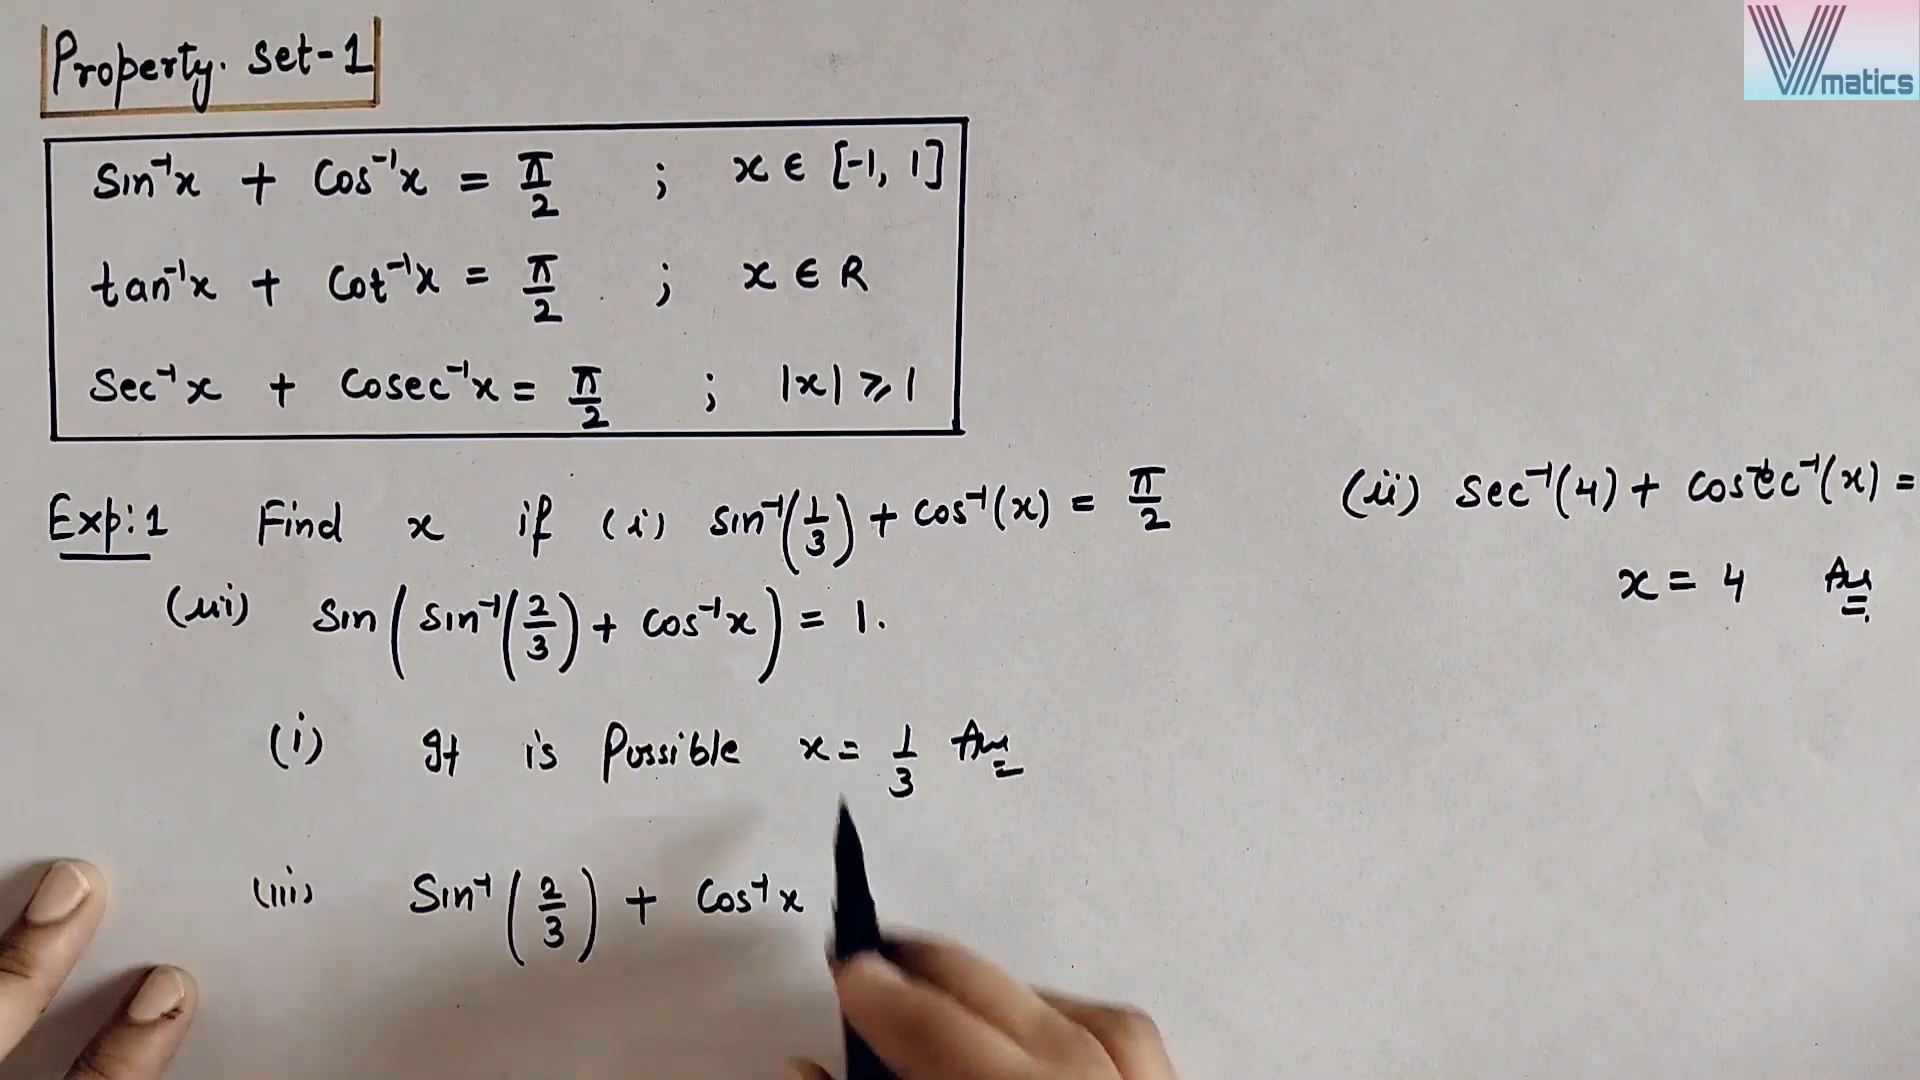 Property. Set-1
Vmatics
Sin⁻¹x + Cos⁻¹x = π/2 ; x ∈ [-1, 1]
tan⁻¹x + Cot⁻¹x = π/2 ; x ∈ R
Sec⁻¹x + Cosec⁻¹x = π/2 ; |x| ⩾ 1
Exp:1 Find x if (i) sin⁻¹(1/3) + cos⁻¹(x) = π/2 (ii) sec⁻¹(4) + cosec⁻¹(x) =
x = 4 Ans
(iii) Sin(sin⁻¹(2/3) + cos⁻¹x) = 1.
(i) It is Possible x = 1/3 Ans
(iii) Sin⁻¹(2/3) + Cos⁻¹x